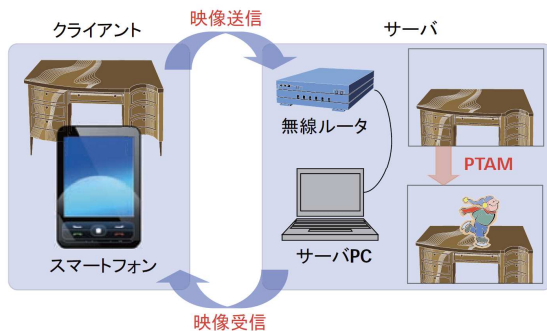 映像送信
クライアント
サーバ
無線ルータ
PTAM
サーバPC
スマートフォン
映像受信